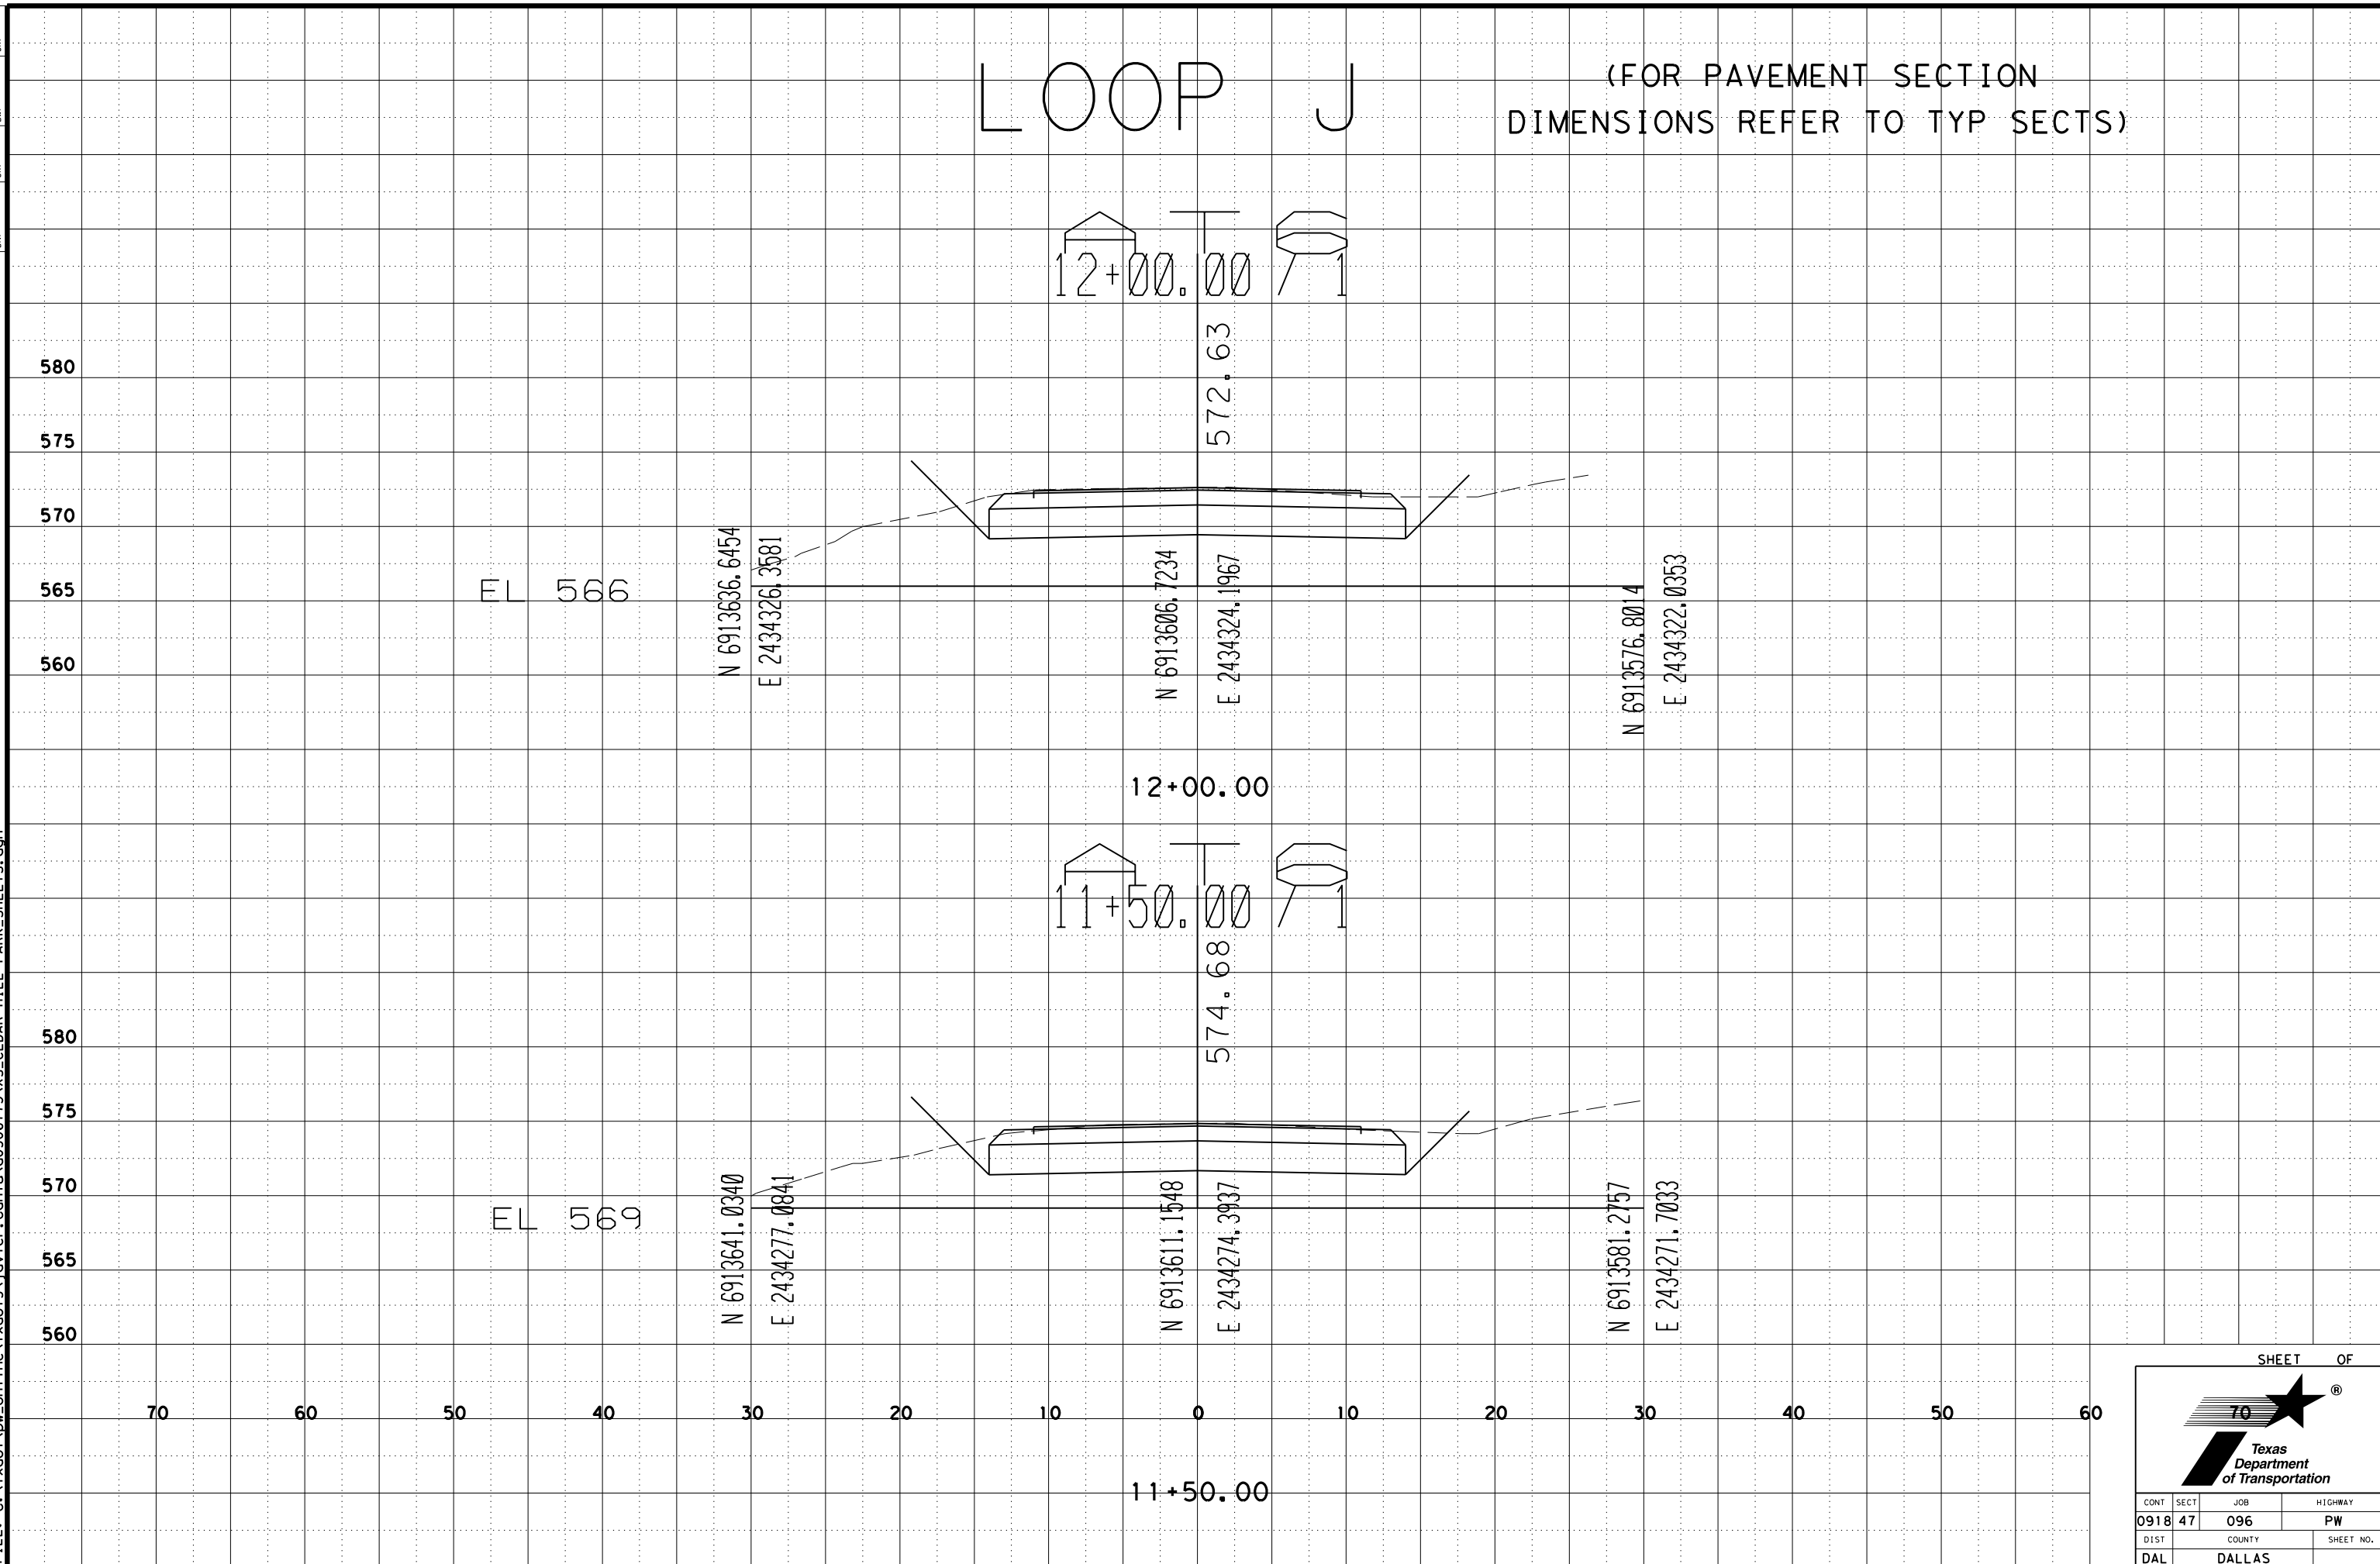 LOOP J
(FOR PAVEMENT SECTION
DIMENSIONS REFER TO TYP SECTS)
12+00.00 / 1
572.63
580
575
570
565
560
EL 566
N 6913636.6454
E 2434326.3581
N 6913606.7234
E 2434324.1967
N 6913576.8014
E 2434322.0353
12+00.00
11+50.00 / 1
574.68
580
575
570
565
560
EL 569
N 6913641.0340
E 2434277.0841
N 6913611.1548
E 2434274.3937
N 6913581.2757
E 2434271.7033
70 60 50 40 30 20 10 0 10 20 30 40 50 60 70
11+50.00
SHEET OF
®
Texas
Department
of Transportation
CONT SECT JOB HIGHWAY
0918 47 096 PW
DIST COUNTY SHEET NO.
DAL DALLAS